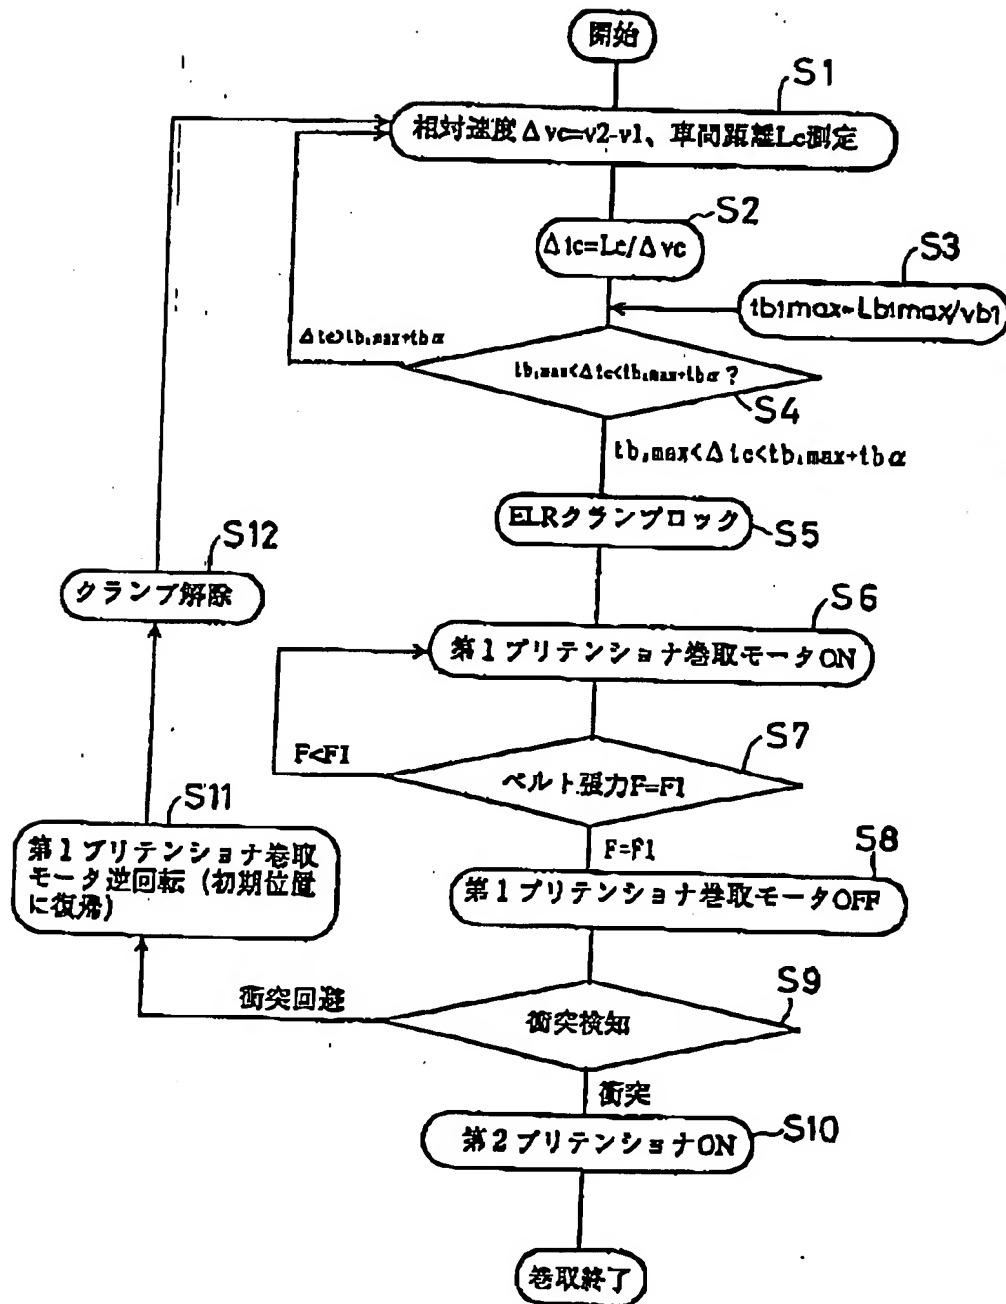 開始
S1
相対速度Δvc=v2-v1、車間距離Lc測定
S2
Δtc=Lc/Δvc
S3
tb1max=Lb1max/vb1
Δtc>tb1max+tbα
tb1max<Δtc<tb1max+tbα?
S4
tb1max<Δtc<tb1max+tbα
ELRクランプロック
S5
S12
クランプ解除
S6
第1プリテンショナ巻取モータON
S7
F<F1
ベルト張力F=F1
S11
第1プリテンショナ巻取
モータ逆回転(初期位置
に復帰)
F=F1
S8
第1プリテンショナ巻取モータOFF
S9
衝突回避
衝突検知
衝突
第2プリテンショナON
S10
巻取終了